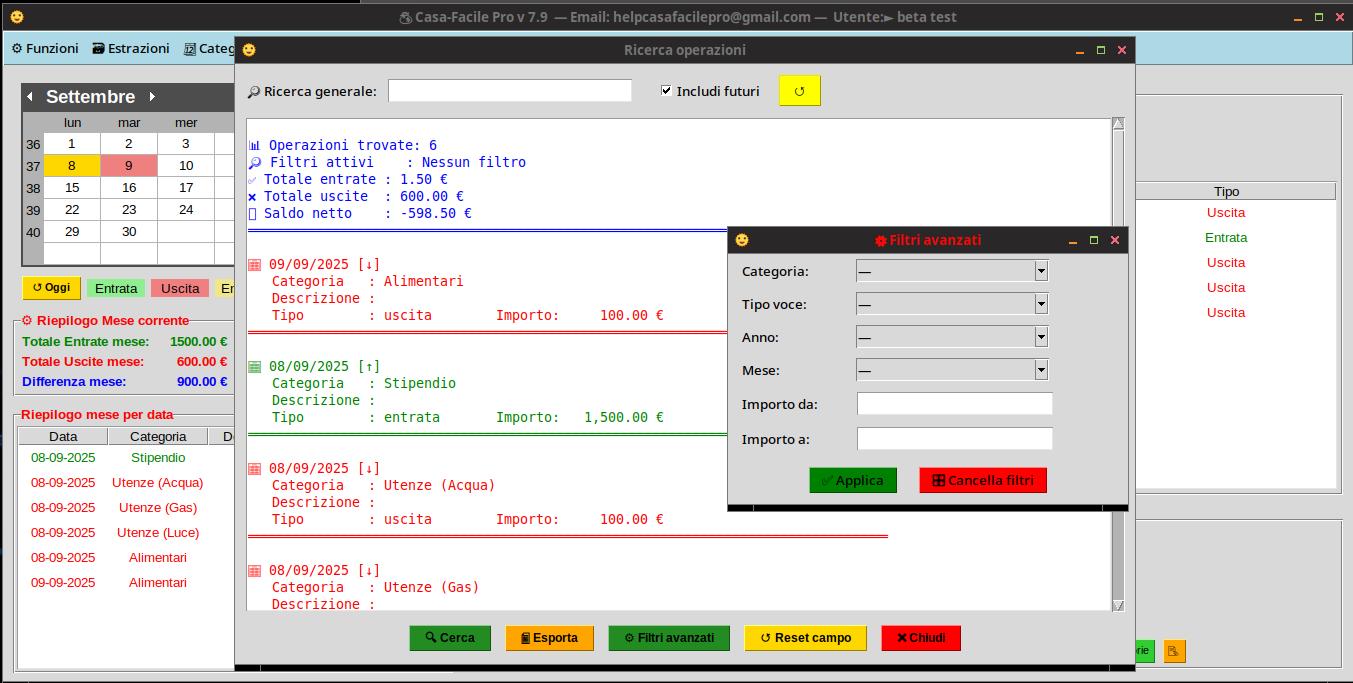 Casa-Facile Pro v 7.9 — Email: helpcasafacilepro@gmail.com — Utente:► beta test
Funzioni Estrazioni Categ
Ricerca operazioni
Ricerca generale: Includi futuri ↺
Settembre
lun mar mer
36 1 2 3
37 8 9 10
38 15 16 17
39 22 23 24
40 29 30
↺ Oggi Entrata Uscita
Riepilogo Mese corrente
Totale Entrate mese: 1500.00 €
Totale Uscite mese: 600.00 €
Differenza mese: 900.00 €
Riepilogo mese per data
Data Categoria
08-09-2025 Stipendio
08-09-2025 Utenze (Acqua)
08-09-2025 Utenze (Gas)
08-09-2025 Utenze (Luce)
08-09-2025 Alimentari
09-09-2025 Alimentari
Operazioni trovate: 6
Filtri attivi : Nessun filtro
Totale entrate : 1.50 €
Totale uscite : 600.00 €
Saldo netto : -598.50 €
09/09/2025 [↓]
Categoria : Alimentari
Descrizione :
Tipo : uscita Importo: 100.00 €
08/09/2025 [↑]
Categoria : Stipendio
Descrizione :
Tipo : entrata Importo: 1,500.00 €
08/09/2025 [↓]
Categoria : Utenze (Acqua)
Descrizione :
Tipo : uscita Importo: 100.00 €
08/09/2025 [↓]
Categoria : Utenze (Gas)
Descrizione :
Cerca Esporta Filtri avanzati ↺ Reset campo Chiudi
Filtri avanzati
Categoria: —
Tipo voce: —
Anno: —
Mese: —
Importo da:
Importo a:
Applica Cancella filtri
Tipo
Uscita
Entrata
Uscita
Uscita
Uscita
rie